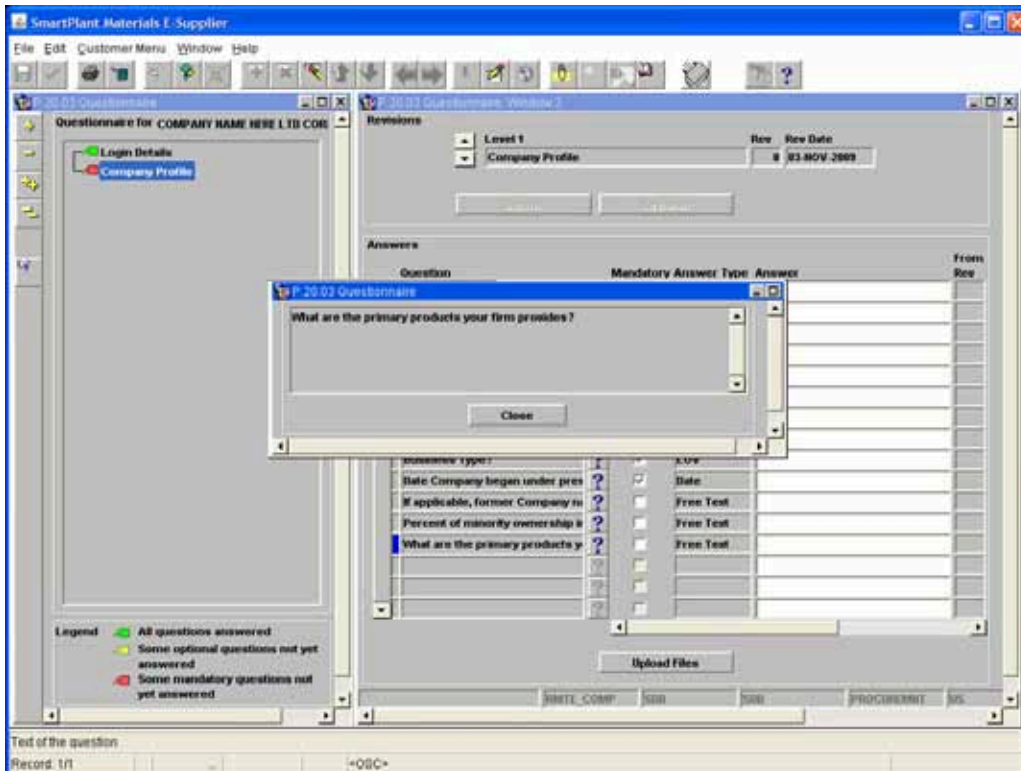 SmartPlant Materials E-Supplier
File Edit Customer Menu Window Help
P.20.03 Questionnaire
Questionnaire for COMPANY NAME HERE LTD COR
Login Details
Company Profile
Legend
All questions answered
Some optional questions not yet
answered
Some mandatory questions not
yet answered
P.20.03 Questionnaire, Window 2
Revisions
Level 1 Rev Rev Date
Company Profile 0 03-NOV-2009
Answers
From
Question Mandatory Answer Type Answer Rev
P.20.03 Questionnaire
What are the primary products your firm provides?
Close
Business Type? LOV
Date Company began under pres Date
If applicable, former Company n Free Text
Percent of minority ownership i Free Text
What are the primary products y Free Text
Upload Files
PROCUREMNT US
Text of the question
Record: 1/1 <OSC>